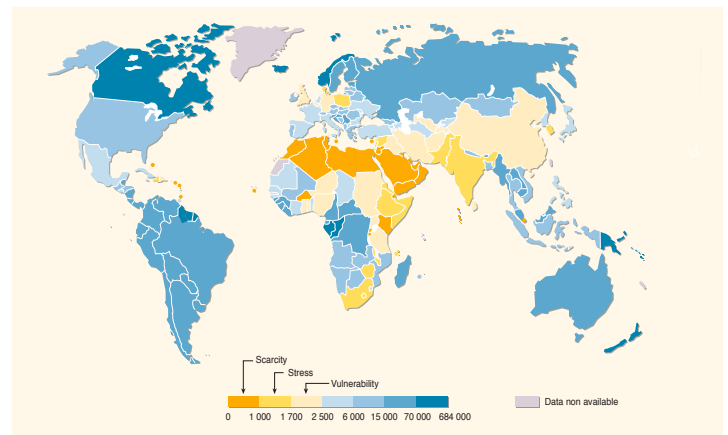 Scarcity
Stress
Vulnerability
0 1 000 1 700 2 500 6 000 15 000 70 000 684 000
Data non available